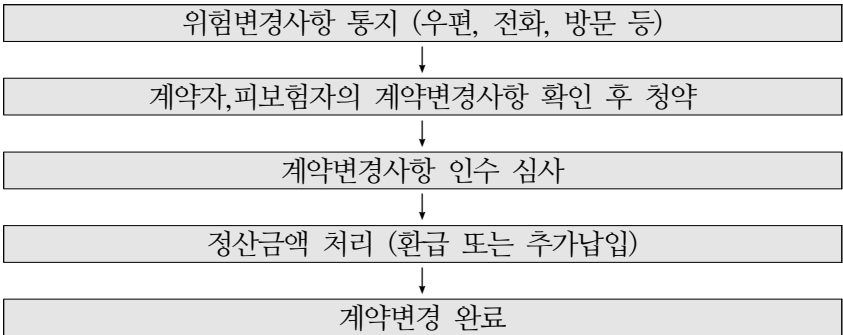 위험변경사항 통지 (우편, 전화, 방문 등)
계약자,피보험자의 계약변경사항 확인 후 청약
계약변경사항 인수 심사
정산금액 처리 (환급 또는 추가납입)
계약변경 완료